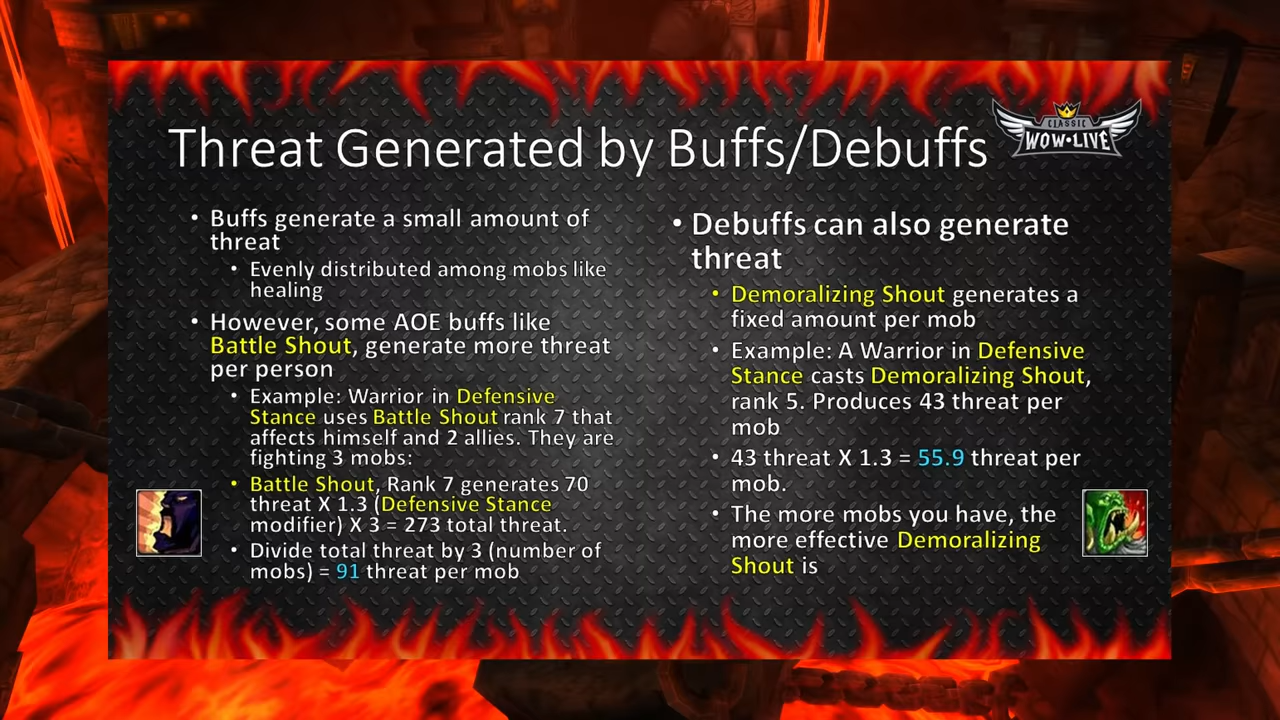 Threat Generated by Buffs/Debuffs
CLASSIC
WOW•LIVE
• Buffs generate a small amount of
threat
• Evenly distributed among mobs like
healing
• However, some AOE buffs like
Battle Shout, generate more threat
per person
• Example: Warrior in Defensive
Stance uses Battle Shout rank 7 that
affects himself and 2 allies. They are
fighting 3 mobs:
• Battle Shout, Rank 7 generates 70
threat X 1.3 (Defensive Stance
modifier) X 3 = 273 total threat.
• Divide total threat by 3 (number of
mobs) = 91 threat per mob
• Debuffs can also generate
threat
• Demoralizing Shout generates a
fixed amount per mob
• Example: A Warrior in Defensive
Stance casts Demoralizing Shout,
rank 5. Produces 43 threat per
mob
• 43 threat X 1.3 = 55.9 threat per
mob.
• The more mobs you have, the
more effective Demoralizing
Shout is